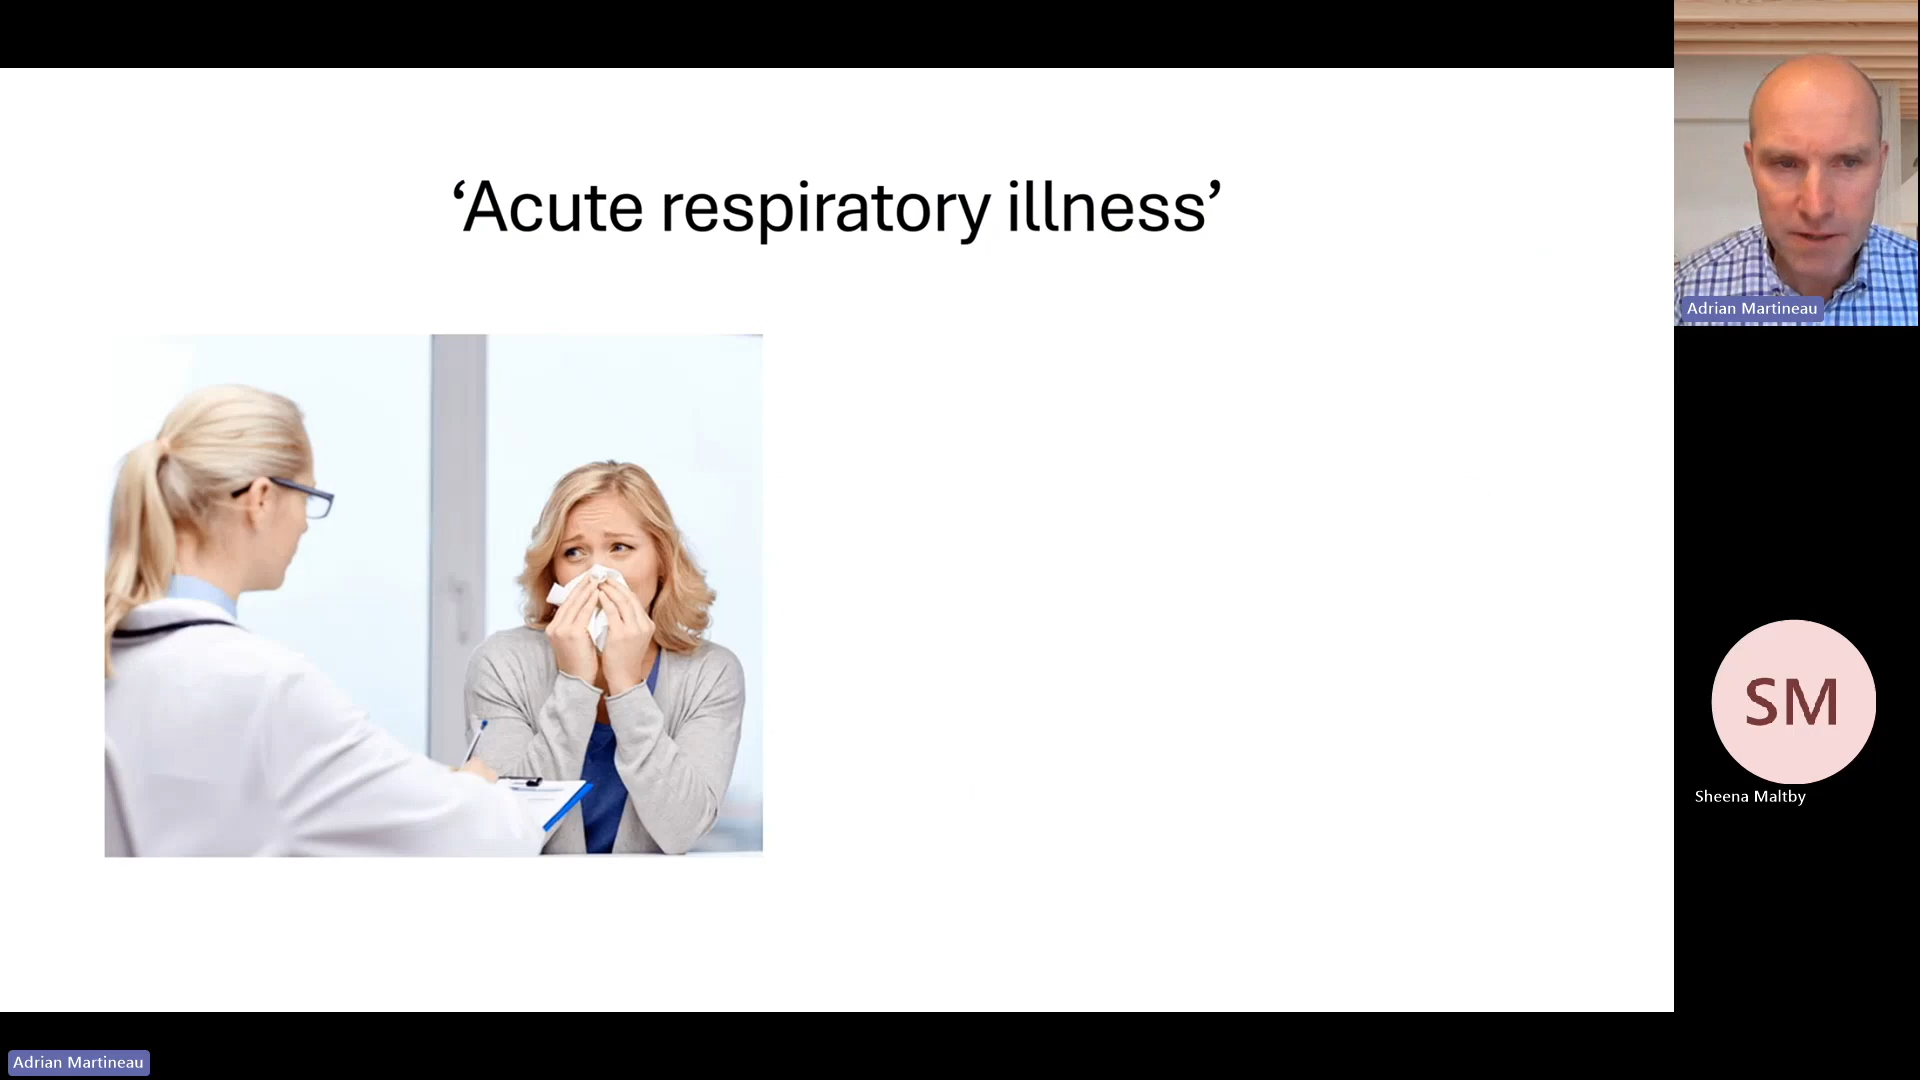 ‘Acute respiratory illness’
Adrian Martineau
SM
Sheena Maltby
Adrian Martineau